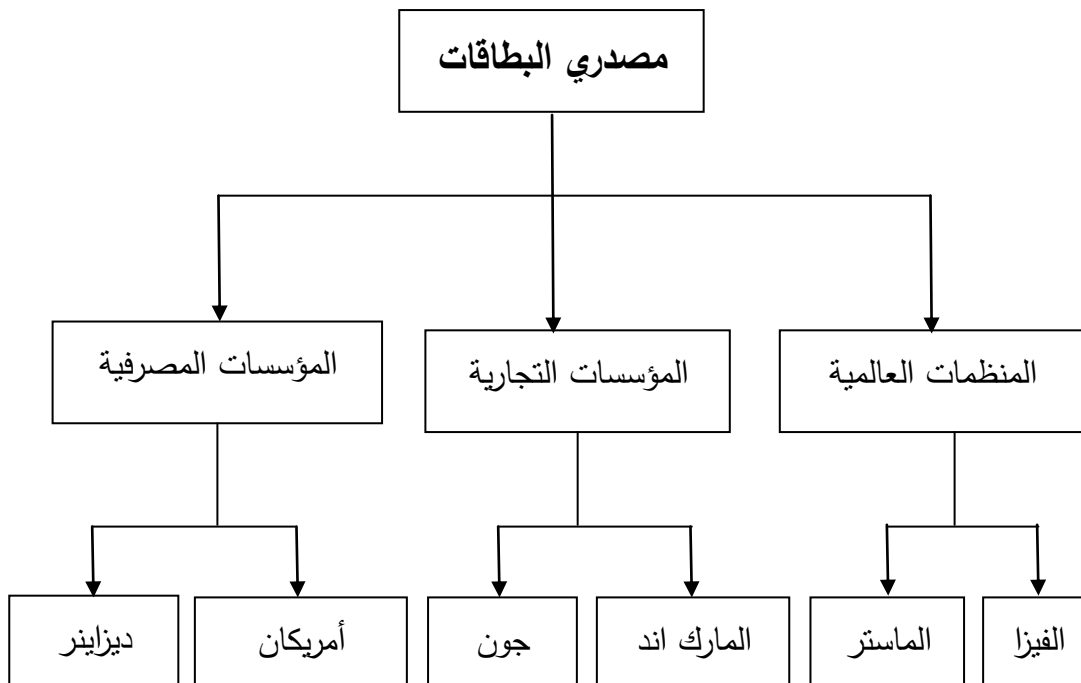 مصدري البطاقات
المنظمات العالمية
المؤسسات التجارية
المؤسسات المصرفية
الفيزا
الماستر
المارك اند
جون
أمريكان
ديزاينر